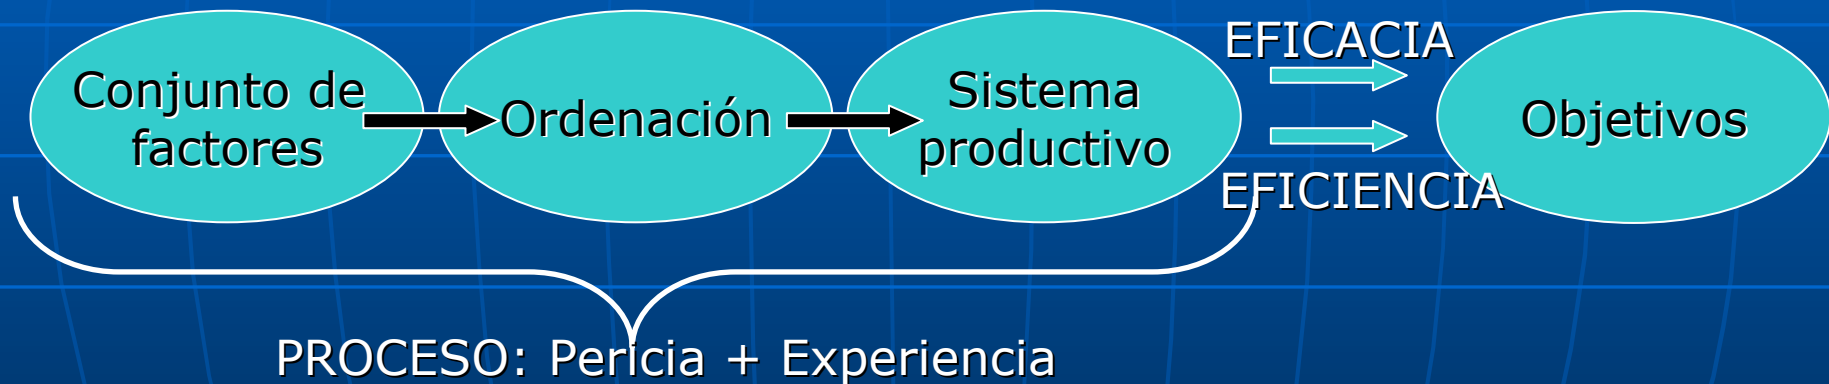 Conjunto de
factores
Ordenación
Sistema
productivo
EFICACIA
EFICIENCIA
Objetivos
PROCESO: Pericia + Experiencia